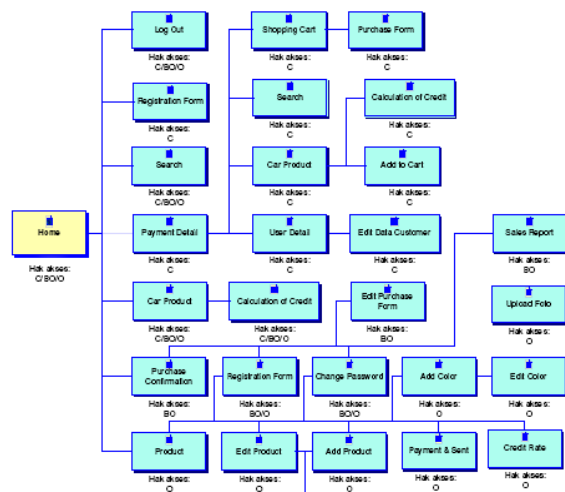 Log Out
Hak akses:
C/BO/O
Shopping Cart
Hak akses:
C
Purchase Form
Hak akses:
C
Registration Form
Hak akses:
C
Search
Hak akses:
C
Calculation of Credit
Hak akses:
C
Search
Hak akses:
C/BO/O
Car Product
Hak akses:
C
Add to Cart
Hak akses:
C
Home
Hak akses:
C/BO/O
Payment Detail
Hak akses:
C
User Detail
Hak akses:
C
Edit Data Customer
Hak akses:
C
Sales Report
Hak akses:
BO
Car Product
Hak akses:
C/BO/O
Calculation of Credit
Hak akses:
C/BO/O
Edit Purchase
Form
Hak akses:
BO
Upload Foto
Hak akses:
O
Purchase
Confirmation
Hak akses:
BO
Registration Form
Hak akses:
BO/O
Change Password
Hak akses:
BO/O
Add Color
Hak akses:
O
Edit Color
Hak akses:
O
Product
Hak akses:
O
Edit Product
Hak akses:
O
Add Product
Hak akses:
O
Payment & Sent
Hak akses:
O
Credit Rate
Hak akses:
O